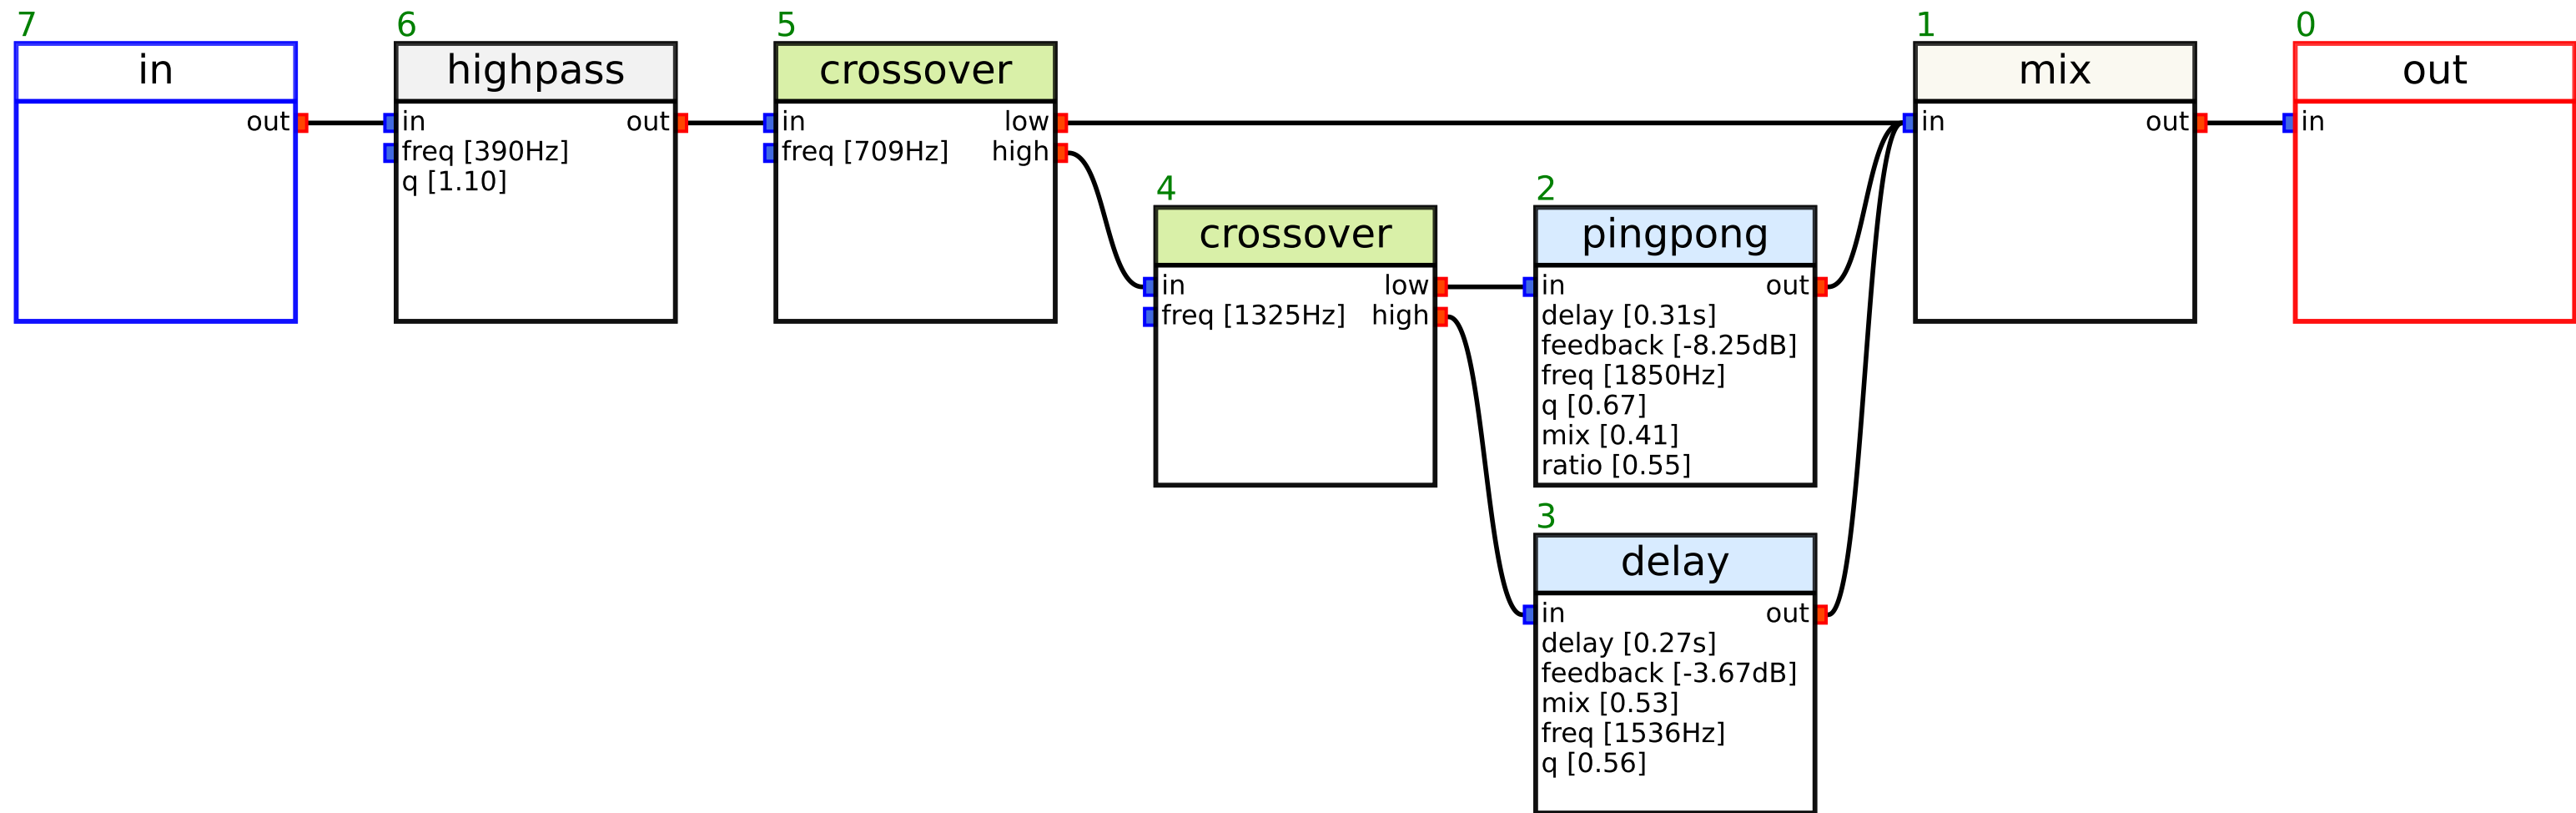 7
in
out
6
highpass
in out
freq [390Hz]
q [1.10]
5
crossover
in low
freq [709Hz] high
4
crossover
in low
freq [1325Hz] high
2
pingpong
in out
delay [0.31s]
feedback [-8.25dB]
freq [1850Hz]
q [0.67]
mix [0.41]
ratio [0.55]
3
delay
in out
delay [0.27s]
feedback [-3.67dB]
mix [0.53]
freq [1536Hz]
q [0.56]
1
mix
in out
0
out
in